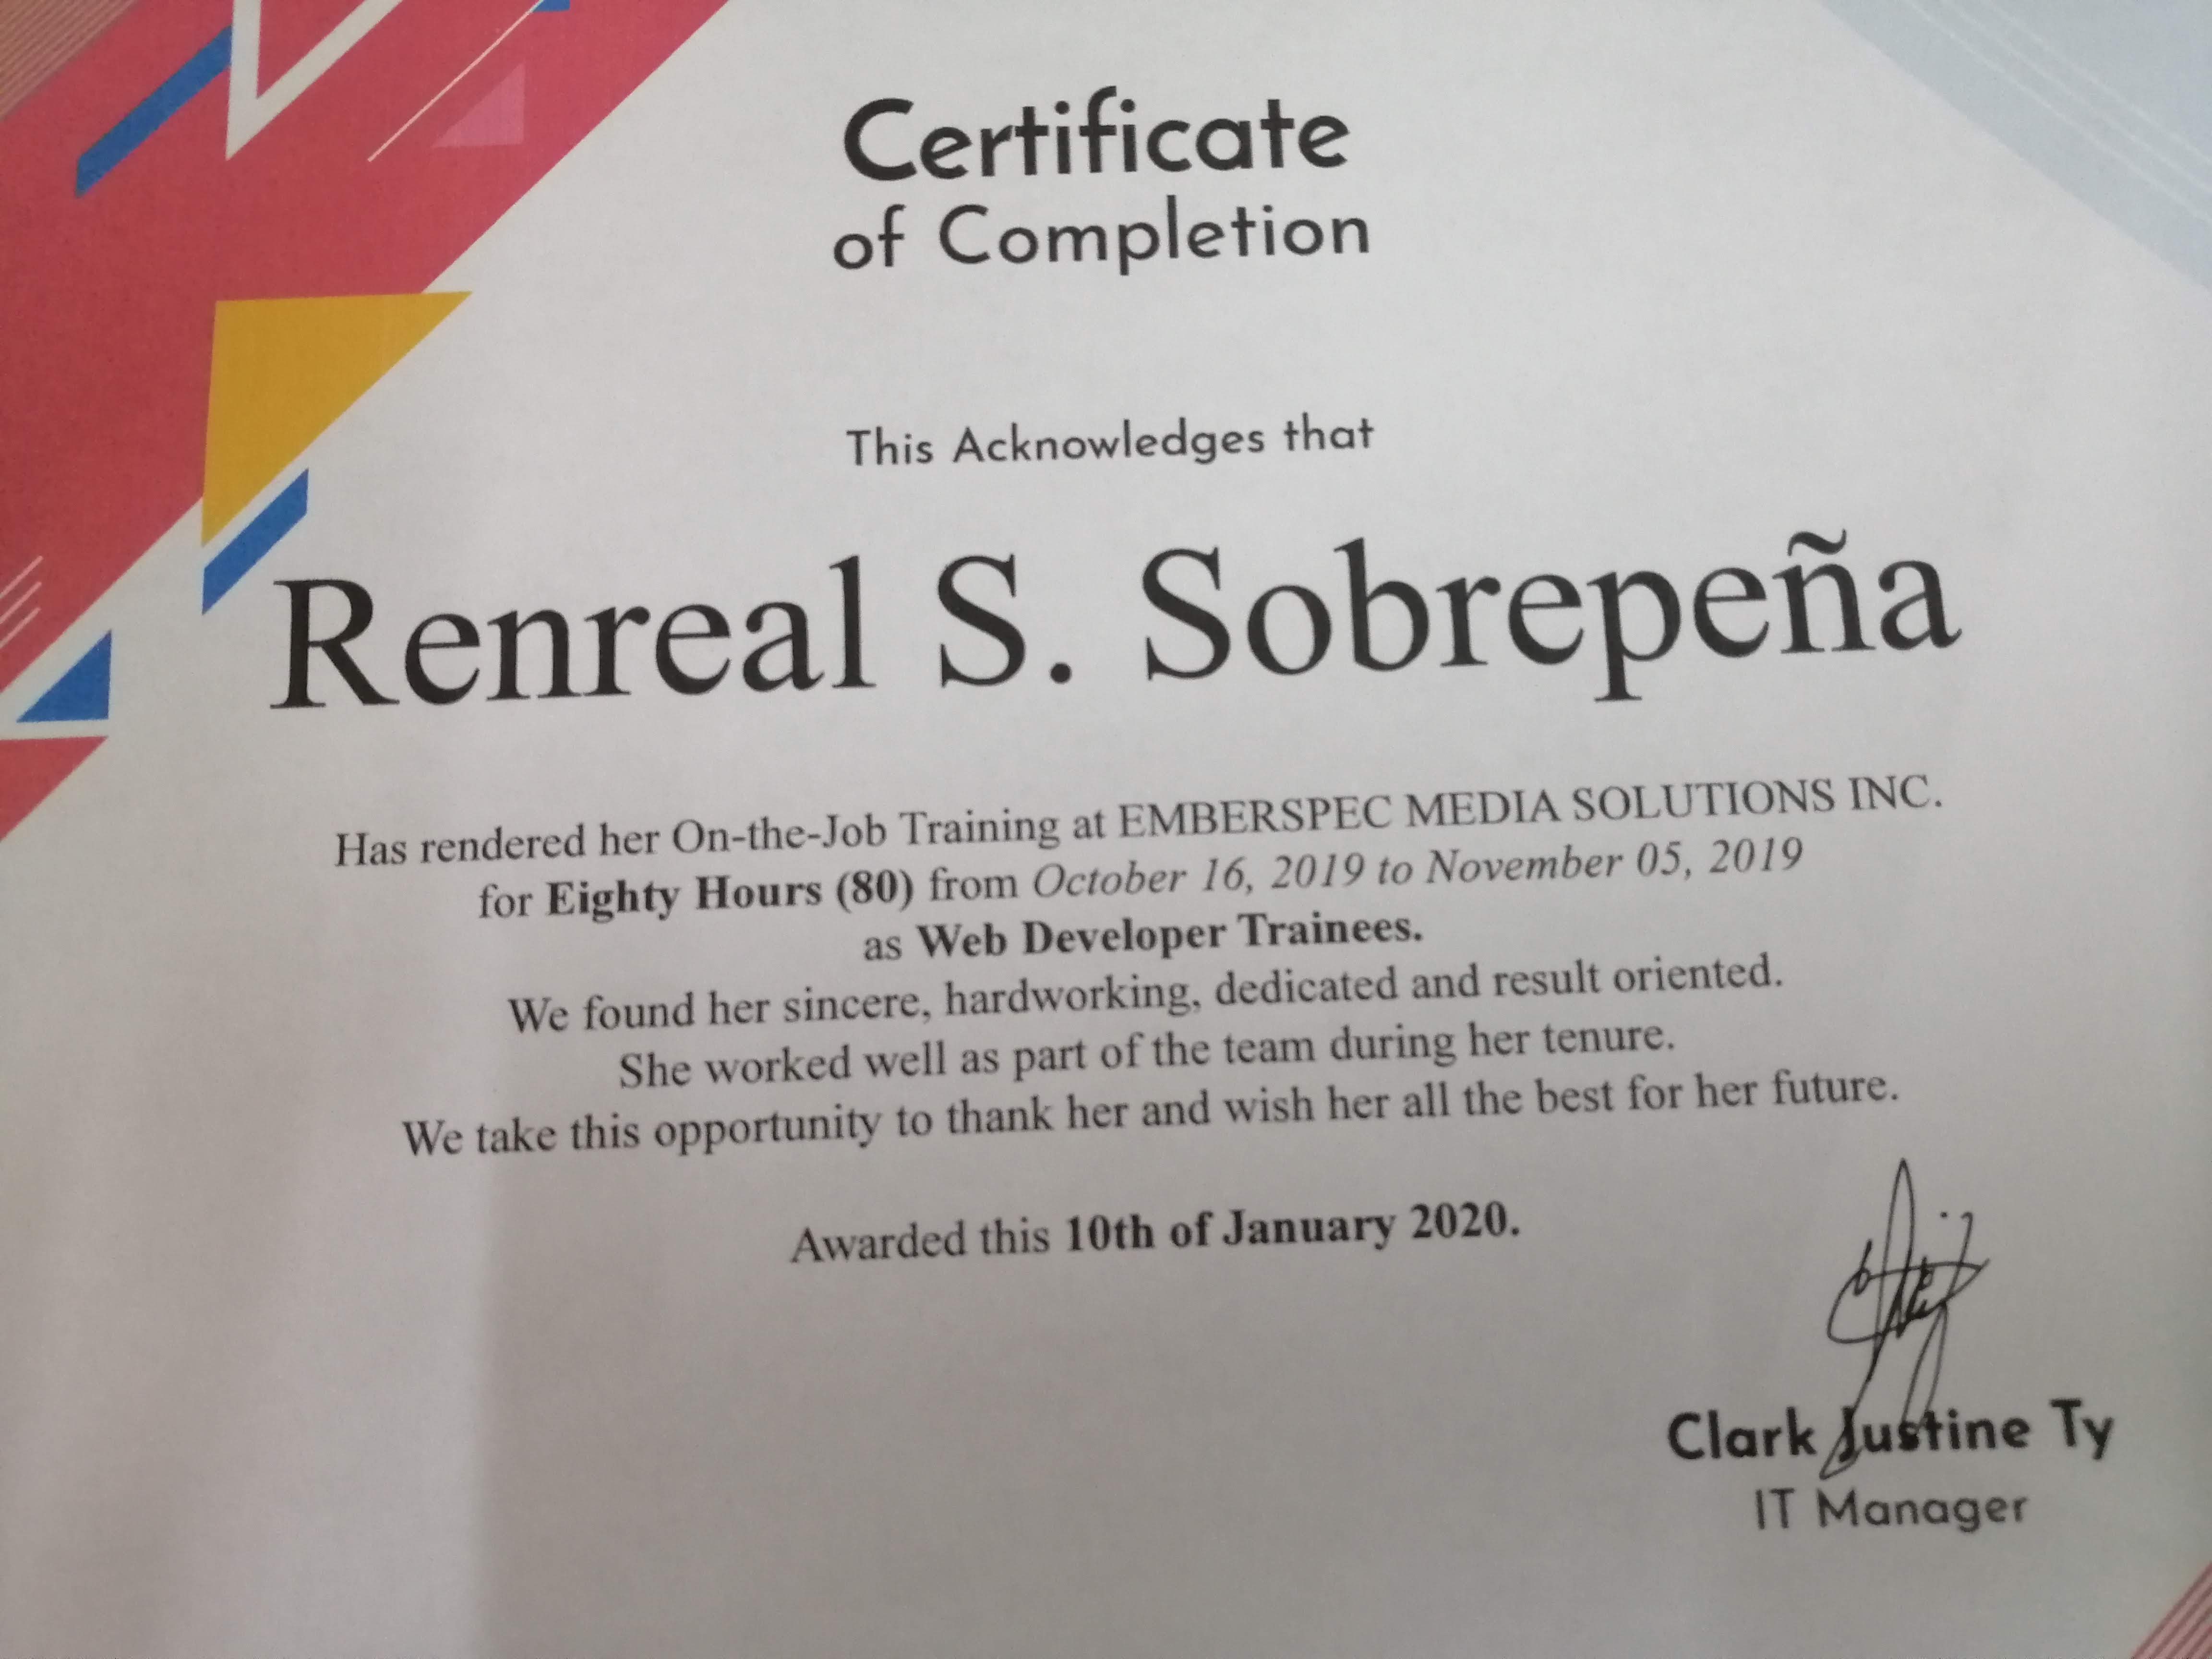 Certificate
of Completion
This Acknowledges that
Renreal S. Sobrepeña
Has rendered her On-the-Job Training at EMBERSPEC MEDIA SOLUTIONS INC.
for Eighty Hours (80) from October 16, 2019 to November 05, 2019
as Web Developer Trainees.
We found her sincere, hardworking, dedicated and result oriented.
She worked well as part of the team during her tenure.
We take this opportunity to thank her and wish her all the best for her future.
Awarded this 10th of January 2020.
Clark Justine Ty
IT Manager